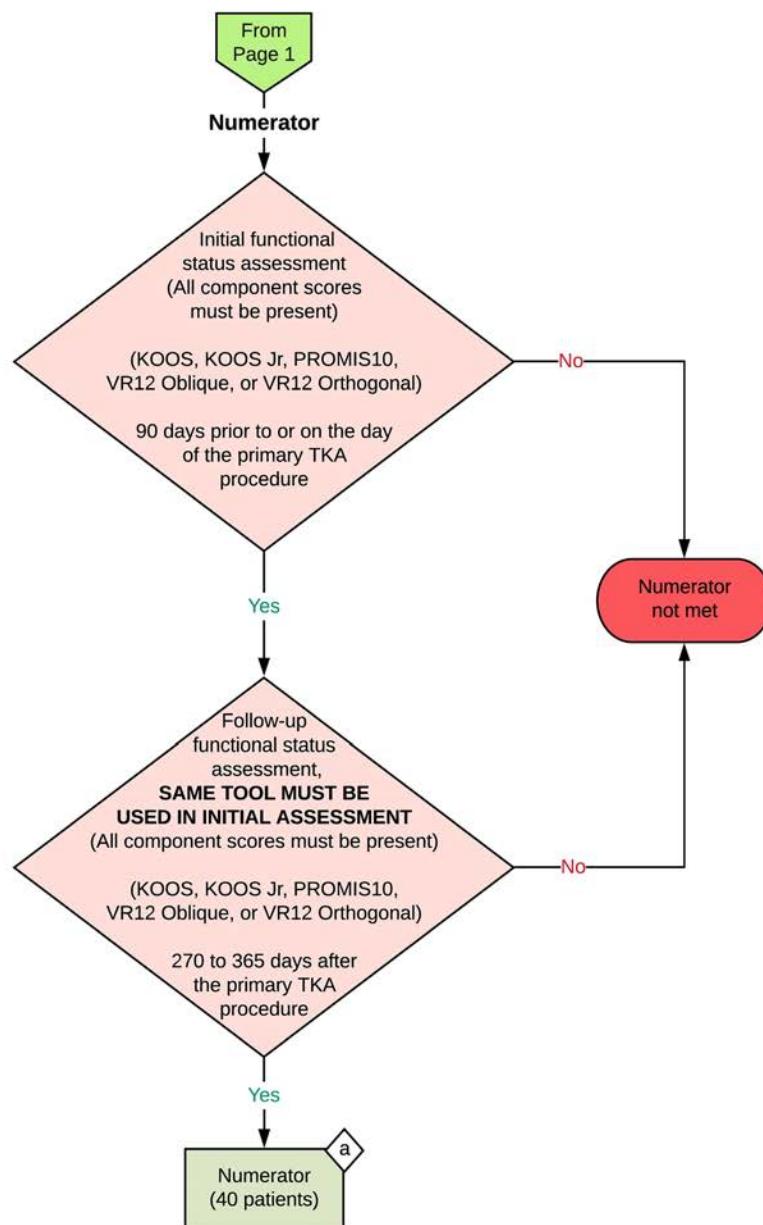 From
Page 1
Numerator
Initial functional
status assessment
(All component scores
must be present)
(KOOS, KOOS Jr, PROMIS10,
VR12 Oblique, or VR12 Orthogonal)
90 days prior to or on the day
of the primary TKA
procedure
No
Yes
Numerator
not met
Follow-up
functional status
assessment,
SAME TOOL MUST BE
USED IN INITIAL ASSESSMENT
(All component scores must be present)
(KOOS, KOOS Jr, PROMIS10,
VR12 Oblique, or VR12 Orthogonal)
270 to 365 days after
the primary TKA
procedure
No
Yes
a
Numerator
(40 patients)